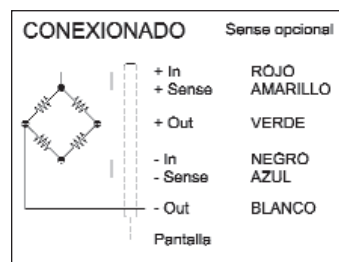 CONEXIONADO Sense opcional
+ In ROJO
+ Sense AMARILLO
+ Out VERDE
- In NEGRO
- Sense AZUL
- Out BLANCO
Pantalla